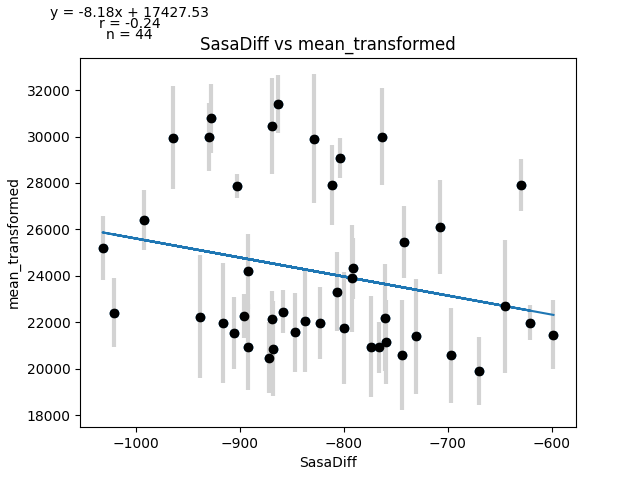 y = -8.18x + 17427.53
r = -0.24
n = 44
SasaDiff vs mean_transformed
32000
30000
28000
26000
24000
22000
20000
18000
mean_transformed
−1000
−900
−800
−700
−600
SasaDiff